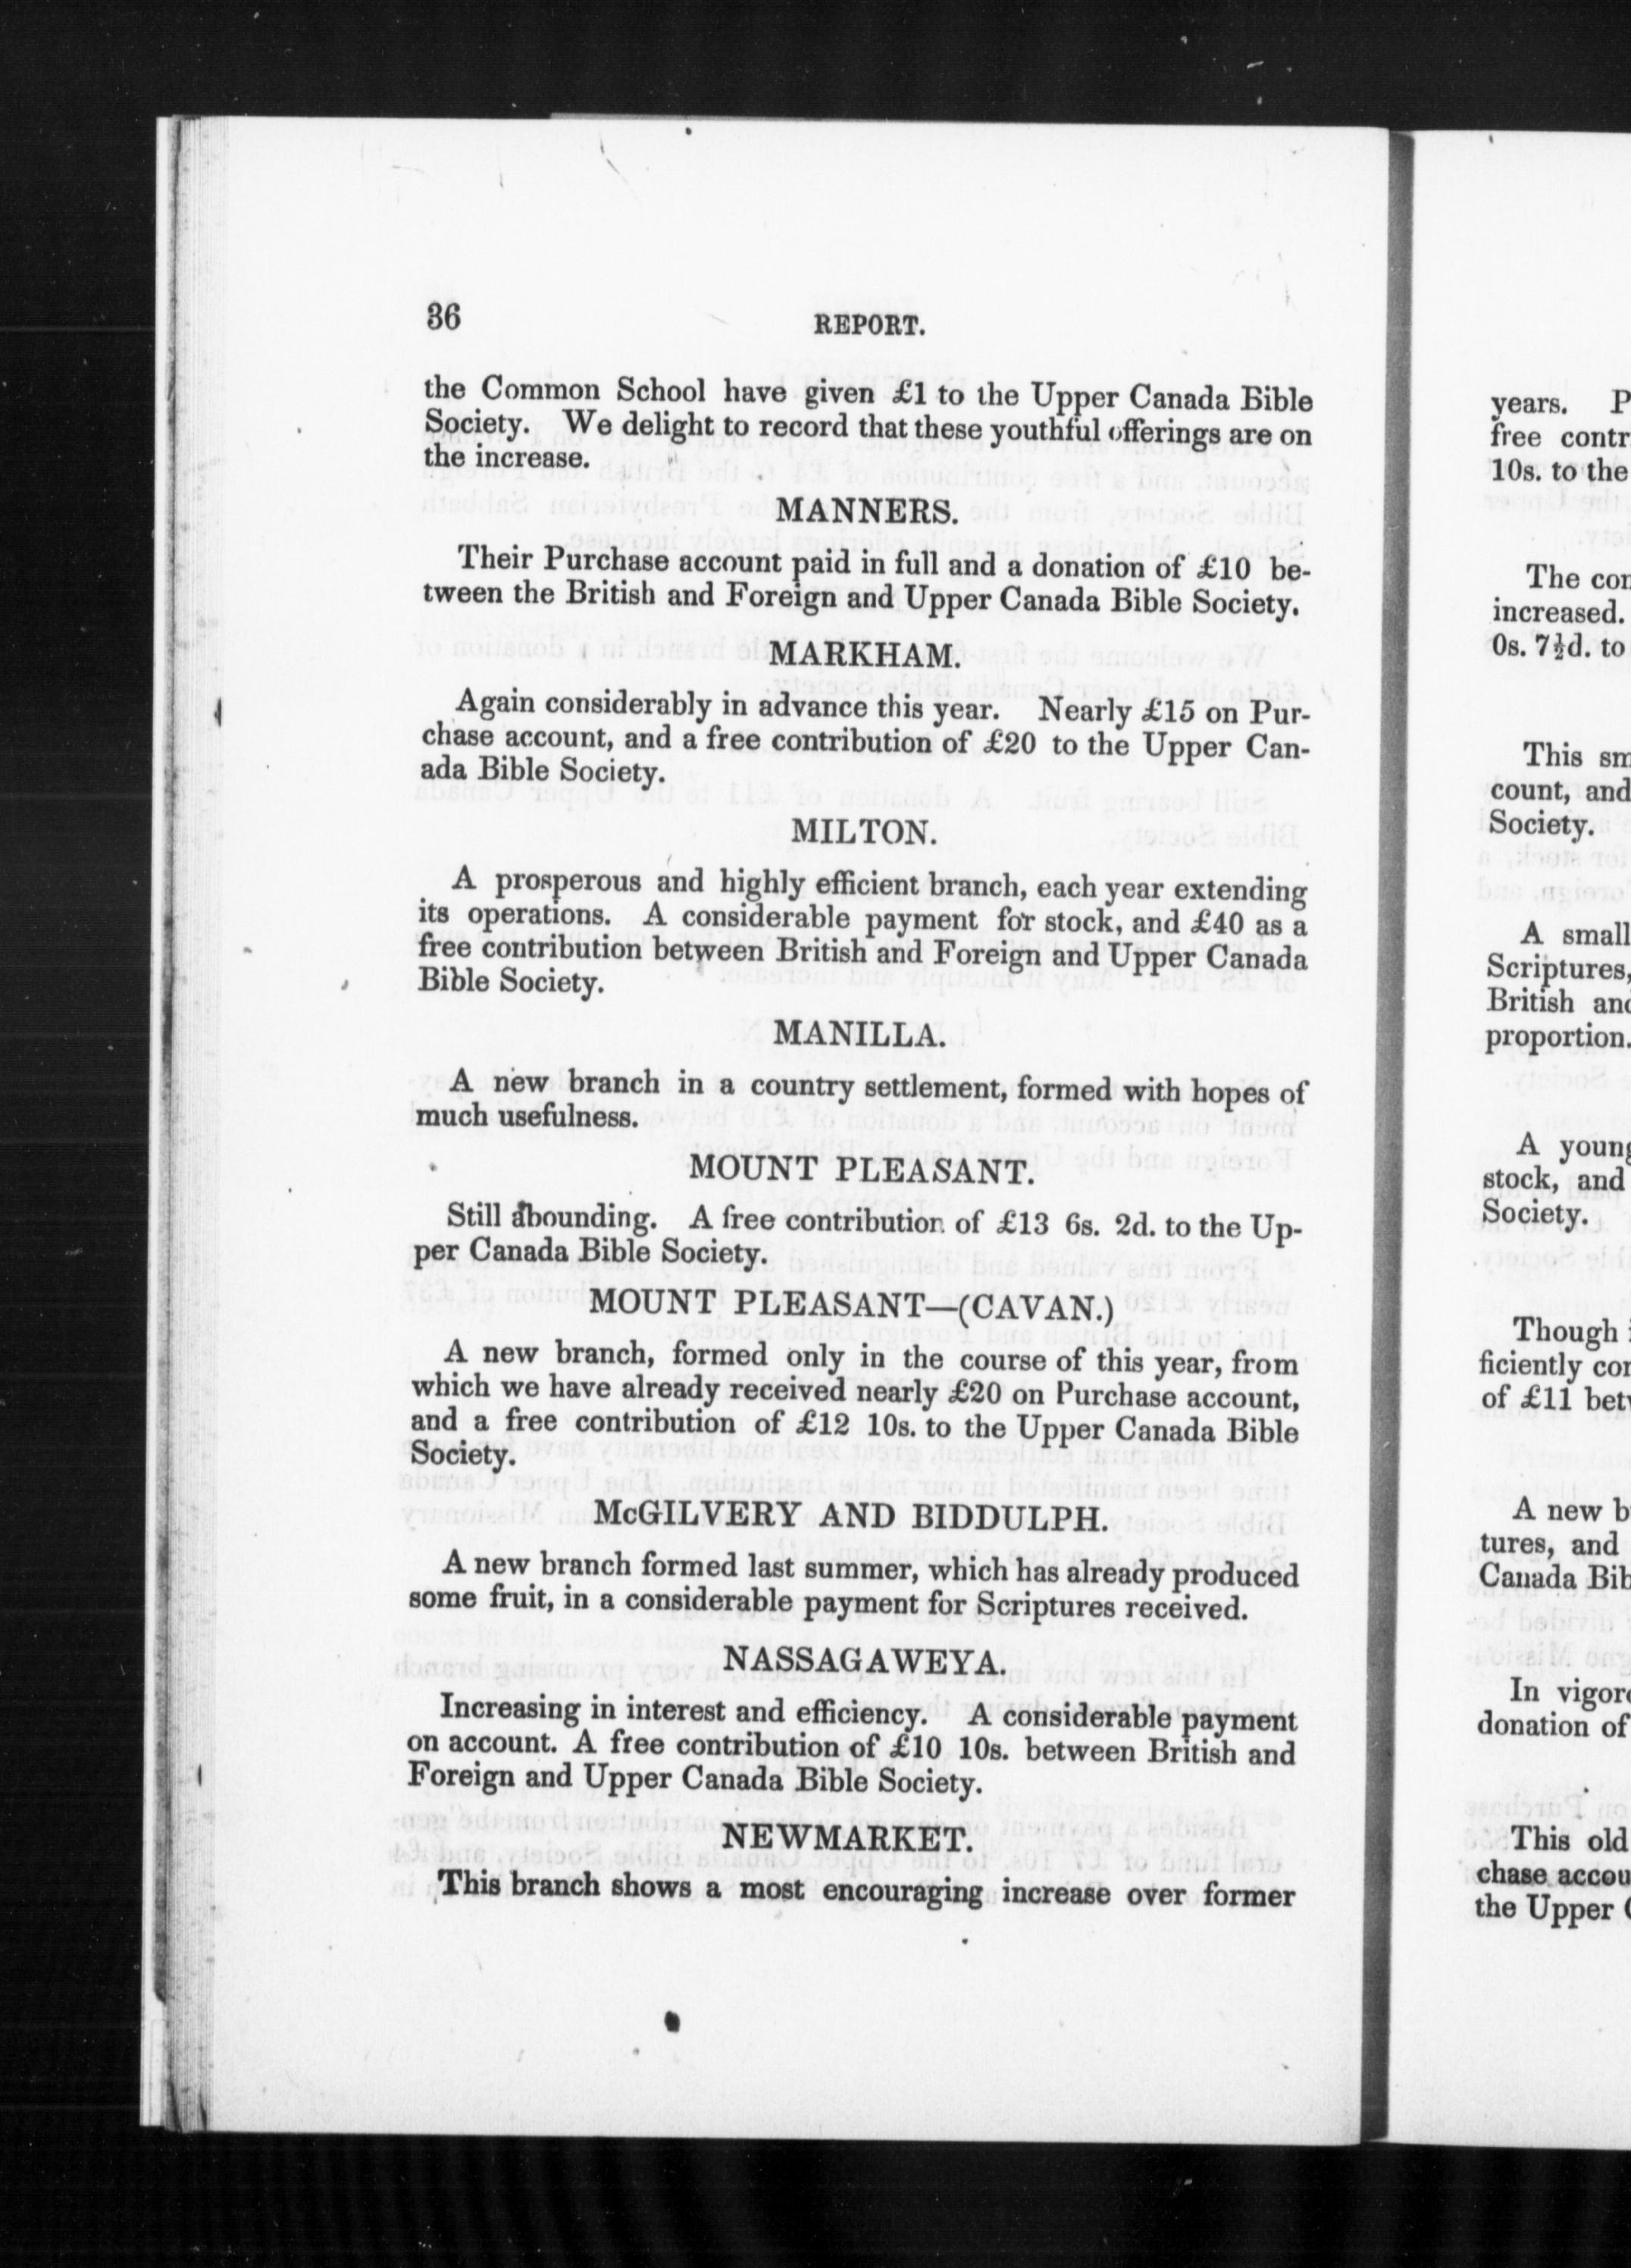 36
REPORT.
the Common School have given £1 to the Upper Canada Bible
Society. We delight to record that these youthful offerings are on
the increase.
MANNERS.
Their Purchase account paid in full and a donation of £10 be-
tween the British and Foreign and Upper Canada Bible Society.
MARKHAM.
Again considerably in advance this year. Nearly £15 on Pur-
chase account, and a free contribution of £20 to the Upper Can-
ada Bible Society.
MILTON.
A prosperous and highly efficient branch, each year extending
its operations. A considerable payment for stock, and £40 as a
free contribution between British and Foreign and Upper Canada
Bible Society.
MANILLA.
A new branch in a country settlement, formed with hopes of
much usefulness.
MOUNT PLEASANT.
Still abounding. A free contribution of £13 6s. 2d. to the Up-
per Canada Bible Society.
MOUNT PLEASANT—(CAVAN.)
A new branch, formed only in the course of this year, from
which we have already received nearly £20 on Purchase account,
and a free contribution of £12 10s. to the Upper Canada Bible
Society.
McGILVERY AND BIDDULPH.
A new branch formed last summer, which has already produced
some fruit, in a considerable payment for Scriptures received.
NASSAGAWEYA.
Increasing in interest and efficiency. A considerable payment
on account. A free contribution of £10 10s. between British and
Foreign and Upper Canada Bible Society.
NEWMARKET.
This branch shows a most encouraging increase over former
years. P
free contr
10s. to the
The con
increased.
0s. 7½d. to
This sm
count, and
Society.
A small
Scriptures,
British and
proportion.
A young
stock, and
Society.
Though i
ficiently cor
of £11 betw
A new b
tures, and
Canada Bib
In vigoro
donation of
This old
chase accou
the Upper C